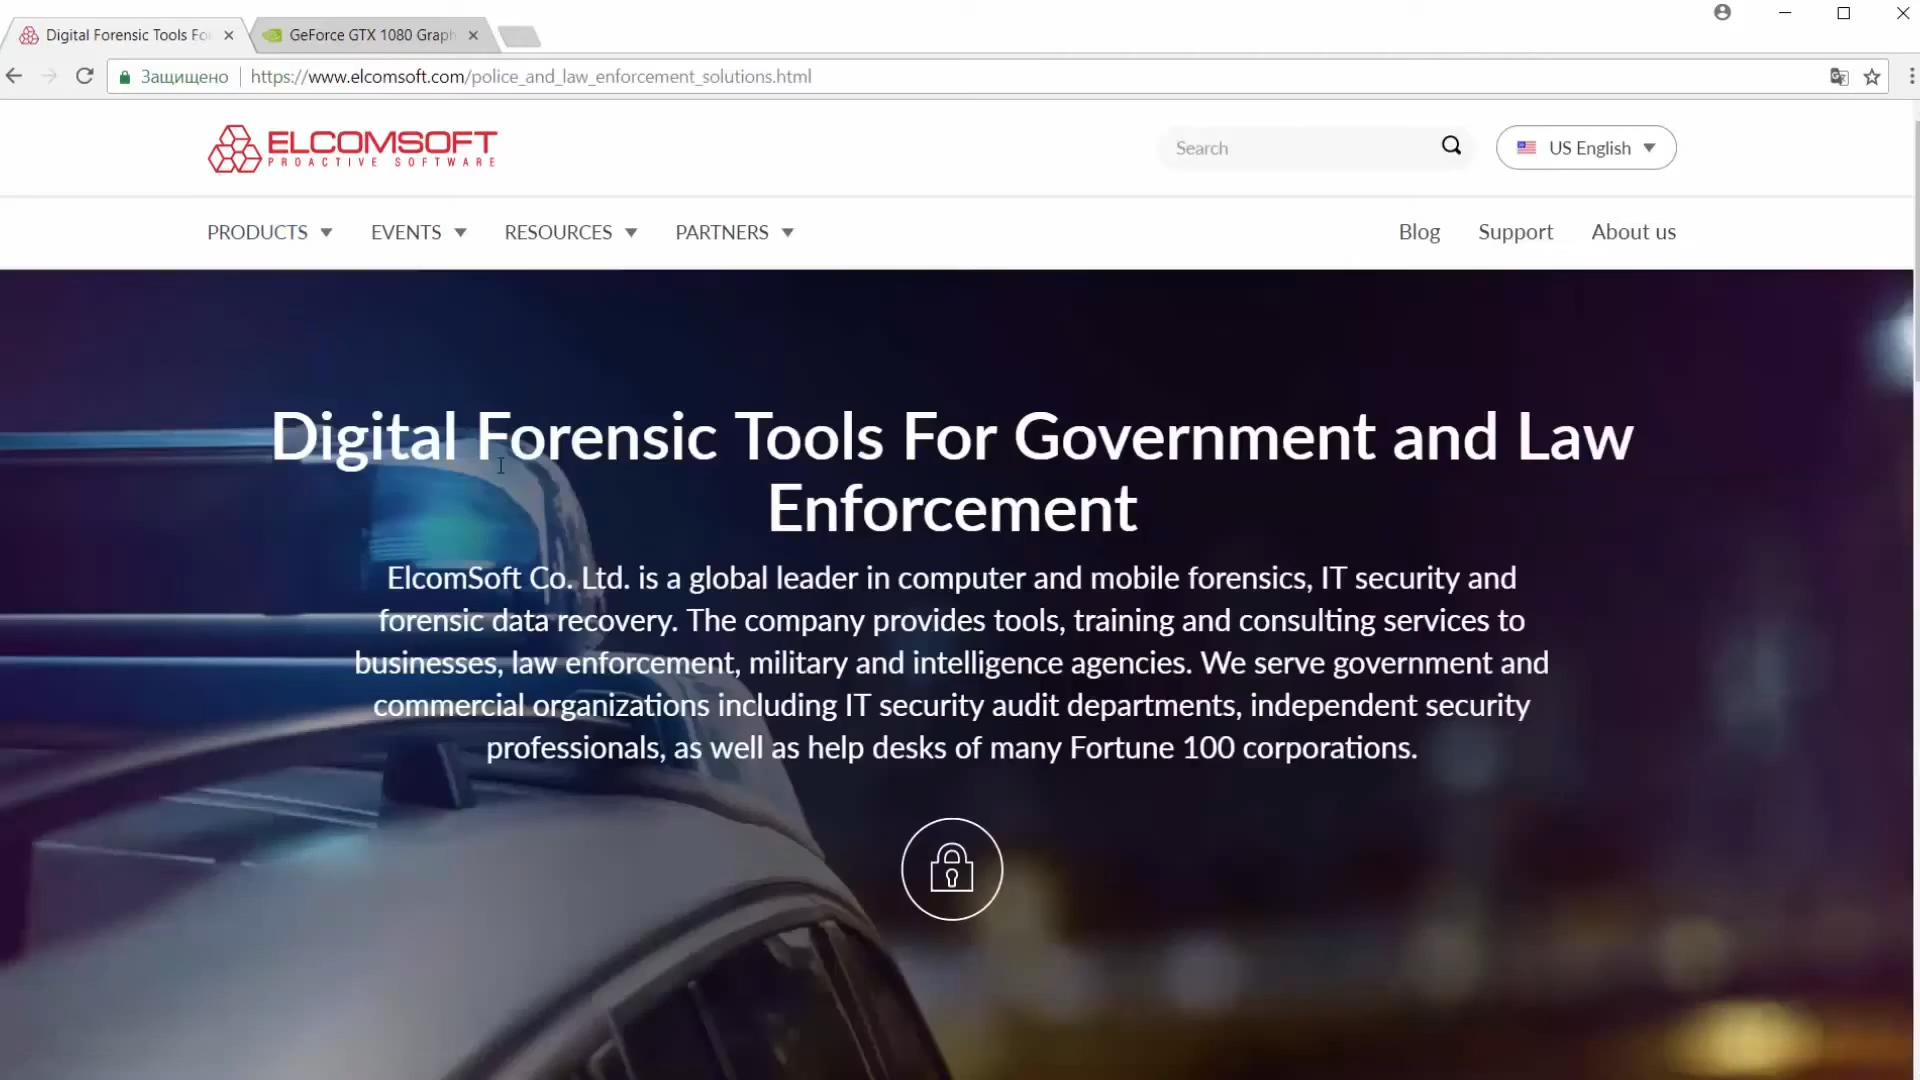 Digital Forensic Tools Fo
GeForce GTX 1080 Graph
Защищено
https://www.elcomsoft.com/police_and_law_enforcement_solutions.html
ELCOMSOFT
PROACTIVE SOFTWARE
Search
US English
PRODUCTS
EVENTS
RESOURCES
PARTNERS
Blog
Support
About us
Digital Forensic Tools For Government and Law
Enforcement
ElcomSoft Co. Ltd. is a global leader in computer and mobile forensics, IT security and
forensic data recovery. The company provides tools, training and consulting services to
businesses, law enforcement, military and intelligence agencies. We serve government and
commercial organizations including IT security audit departments, independent security
professionals, as well as help desks of many Fortune 100 corporations.